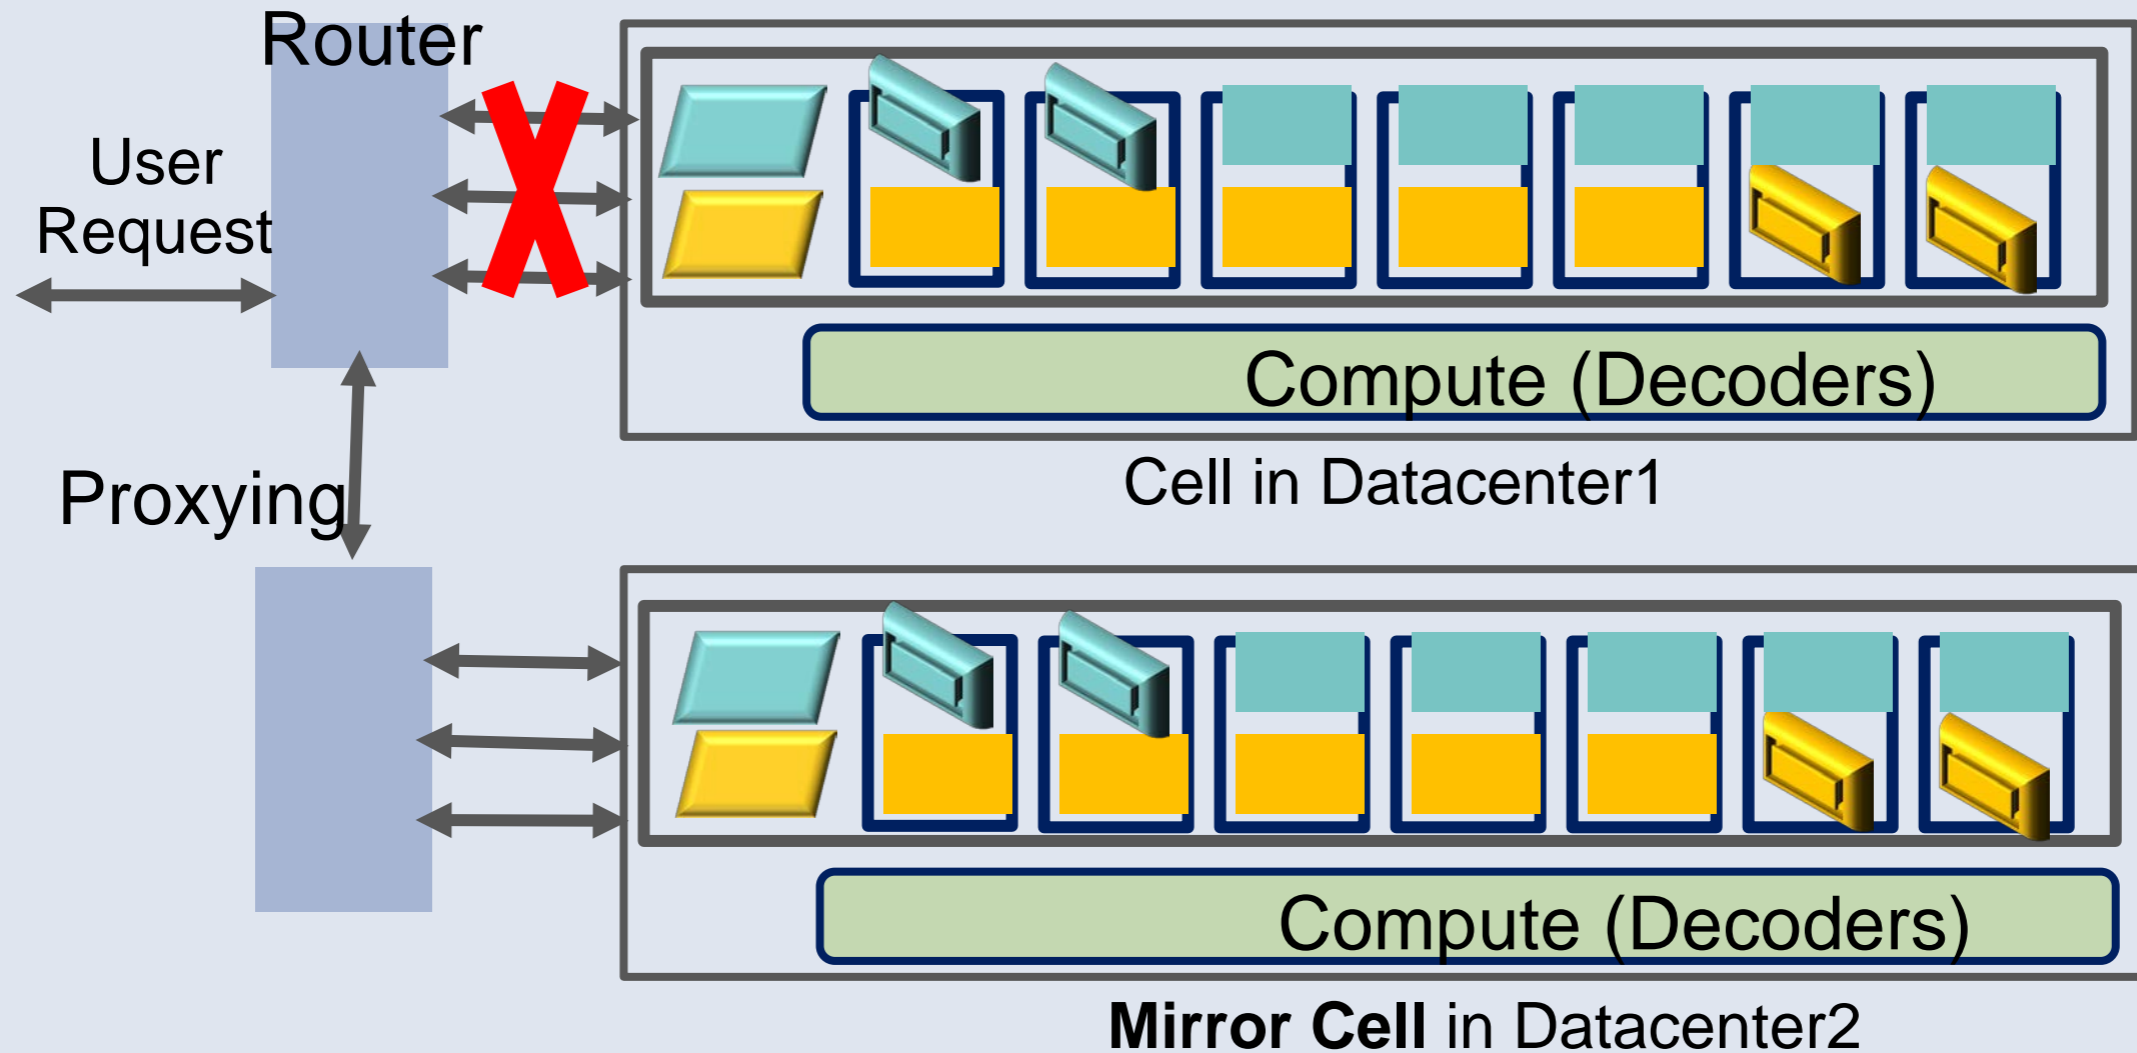 Router
User
Request
Compute (Decoders)
Cell in Datacenter1
Proxying
Compute (Decoders)
Mirror Cell in Datacenter2